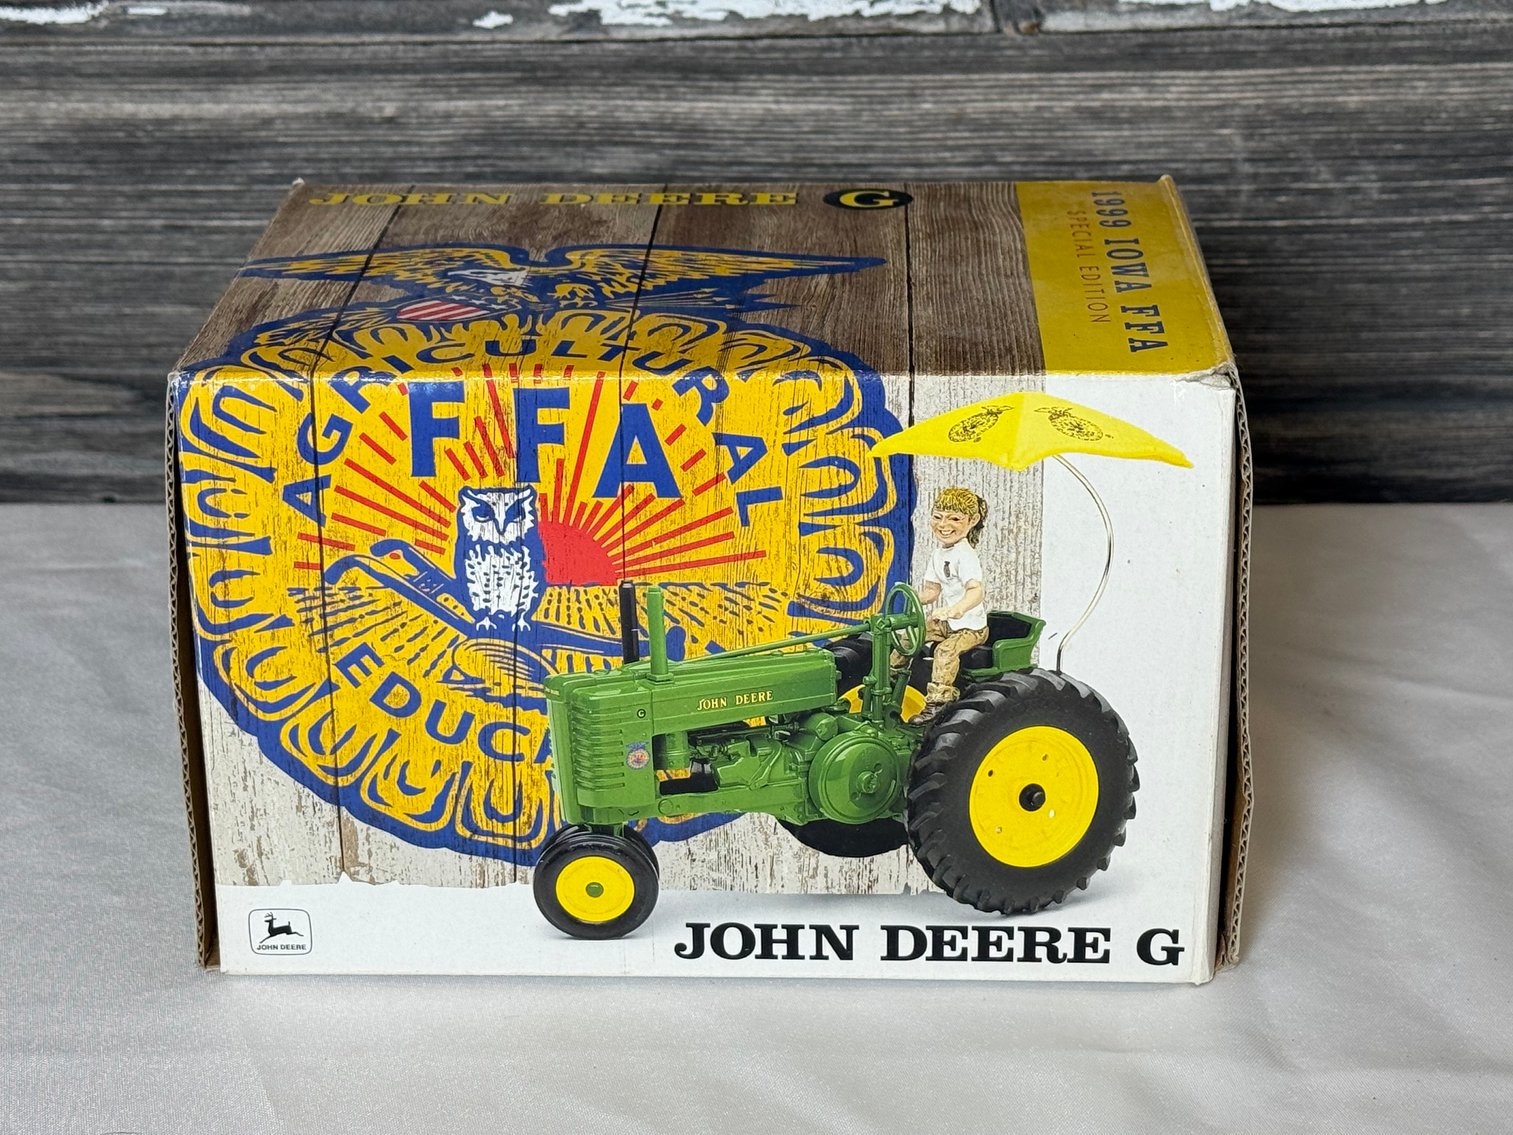 JOHN DEERE G
1999 IOWA FFA
SPECIAL EDITION
AGRICULTURAL
FFA
EDUC
JOHN DEERE
G
JOHN DEERE
JOHN DEERE G